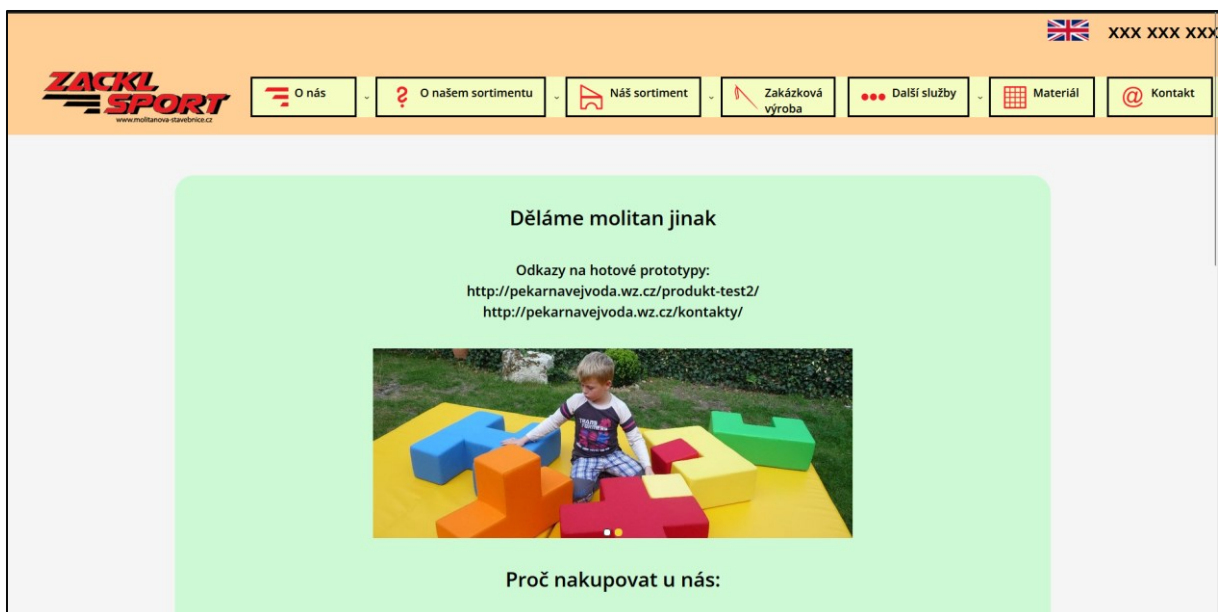 XXX XXX XXX
ZACKL
SPORT
www.molitanova-stavebnice.cz
O nás
? O našem sortimentu
Náš sortiment
Zakázková
výroba
Další služby
Materiál
@ Kontakt
Děláme molitan jinak
Odkazy na hotové prototypy:
http://pekarnavejvoda.wz.cz/produkt-test2/
http://pekarnavejvoda.wz.cz/kontakty/
Proč nakupovat u nás: